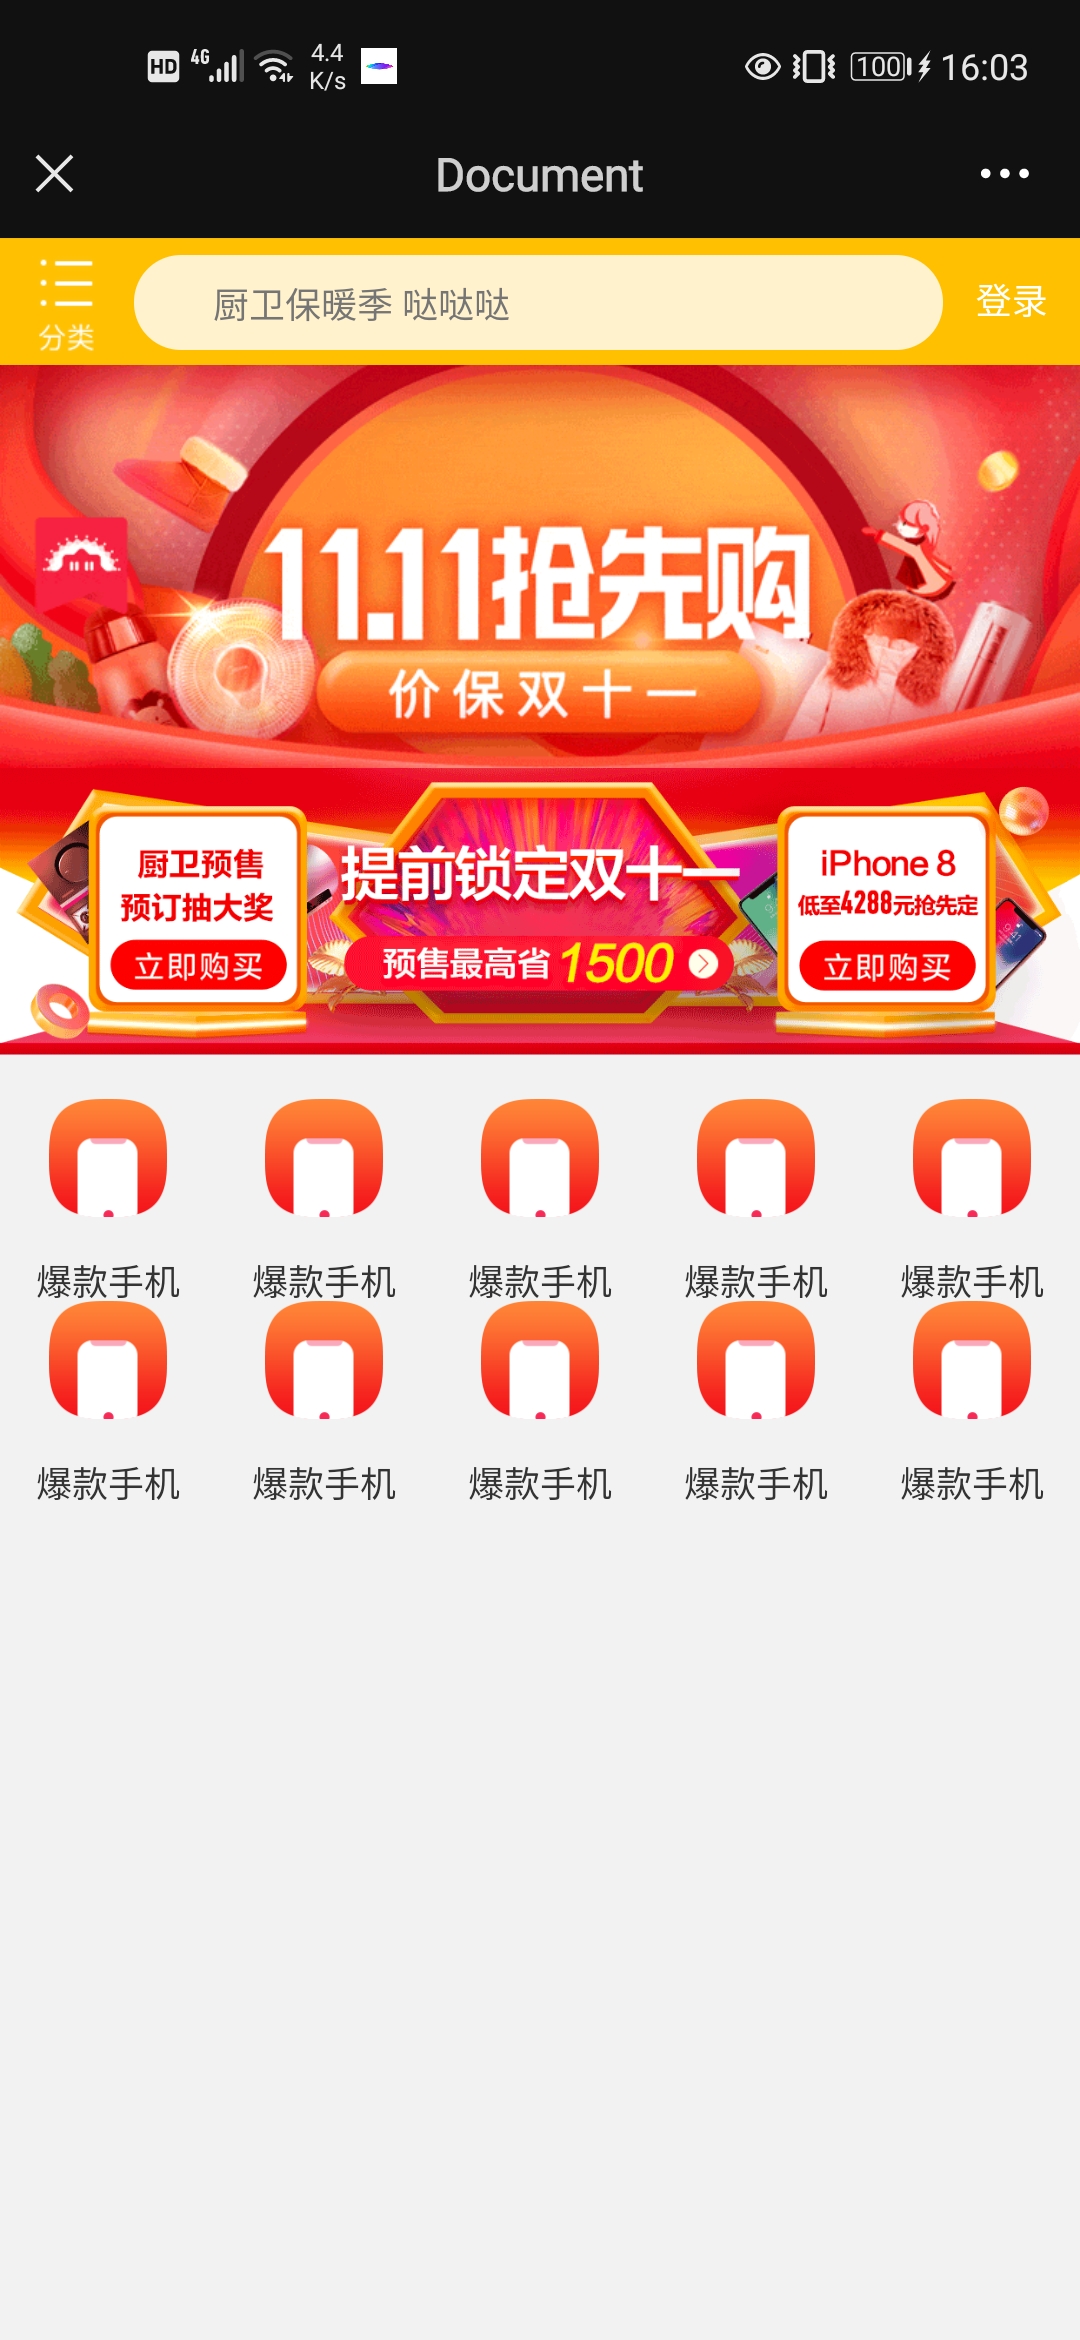 HD 4G 4.4 K/s 100 16:03
Document
分类 厨卫保暖季 哒哒哒 登录
11.11抢先购
价保双十一
厨卫预售
预订抽大奖
立即购买
提前锁定双十一
预售最高省1500
iPhone 8
低至4288元抢先定
立即购买
爆款手机 爆款手机 爆款手机 爆款手机 爆款手机
爆款手机 爆款手机 爆款手机 爆款手机 爆款手机